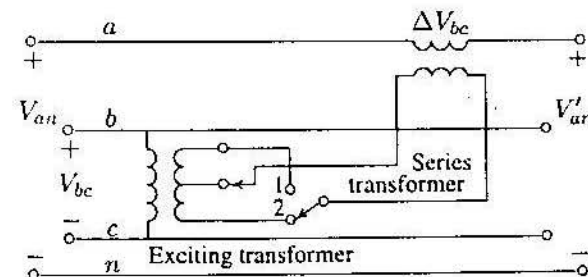 a
ΔV_bc
+
+
V_an
b
V'_an
+
V_bc
1
2
Series
transformer
−
c
−
Exciting transformer
−
n
−